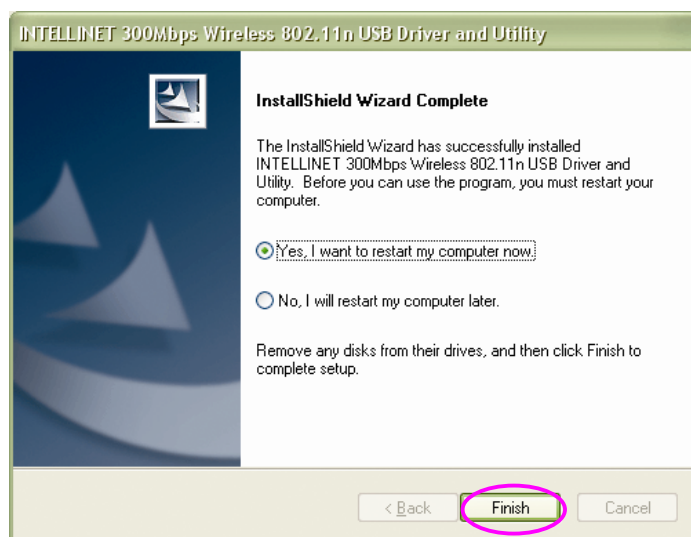 INTELLINET 300Mbps Wireless 802.11n USB Driver and Utility
InstallShield Wizard Complete
The InstallShield Wizard has successfully installed
INTELLINET 300Mbps Wireless 802.11n USB Driver and
Utility.  Before you can use the program, you must restart your
computer.
Yes, I want to restart my computer now.
No, I will restart my computer later.
Remove any disks from their drives, and then click Finish to
complete setup.
< Back
Finish
Cancel